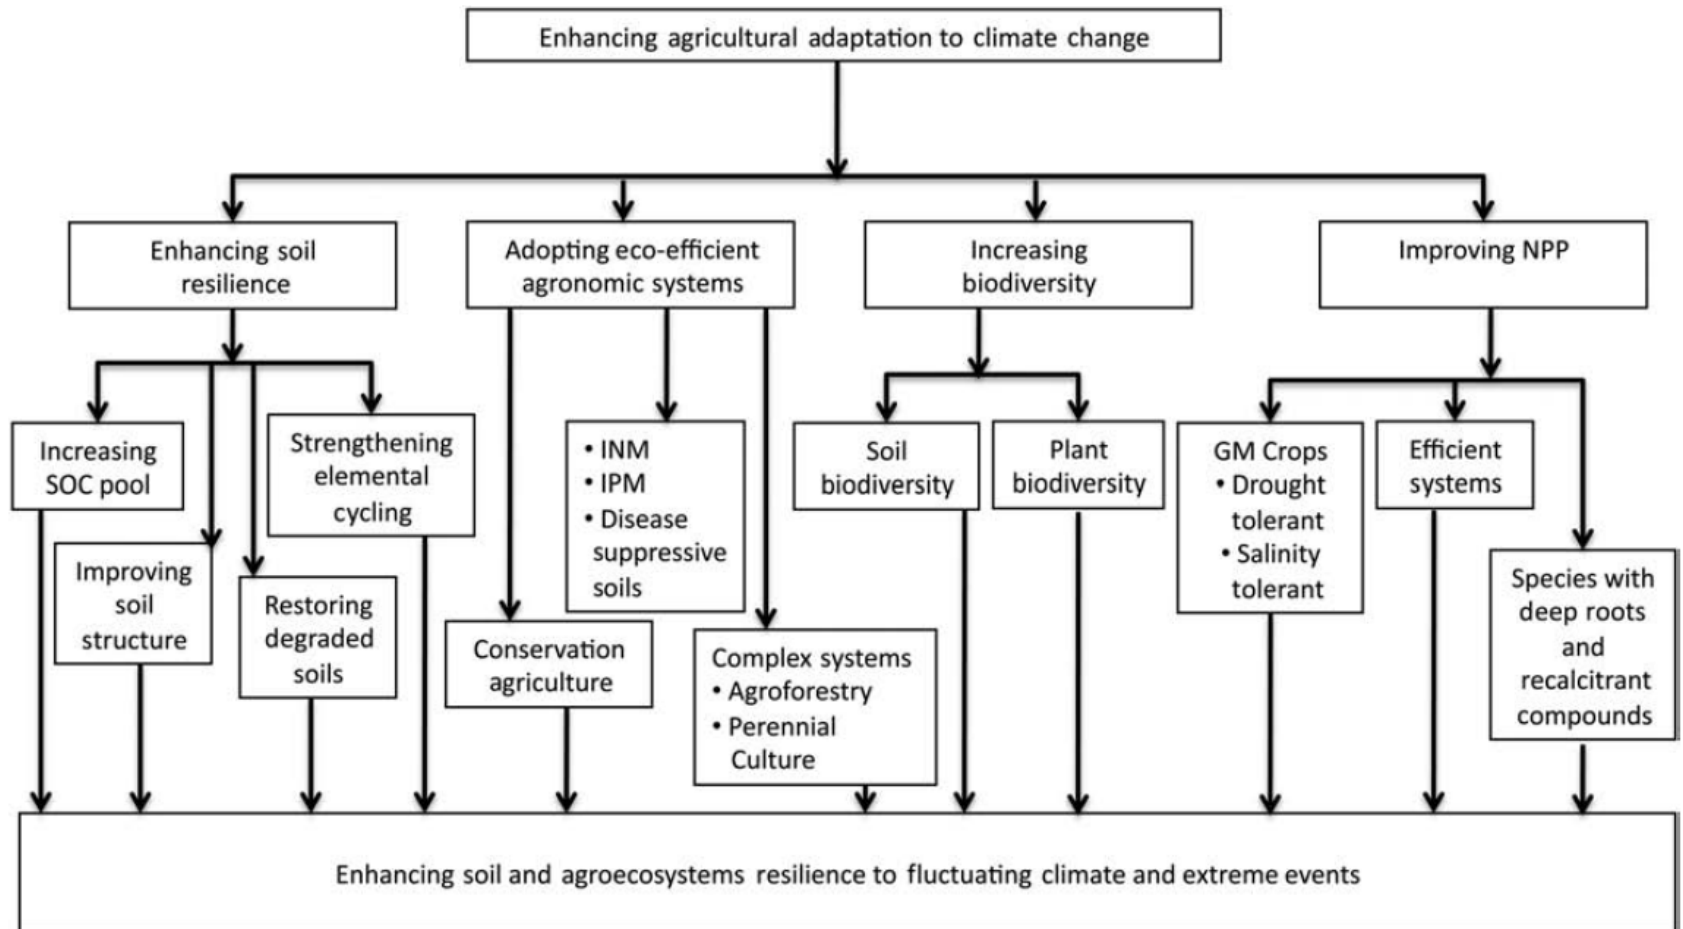 Enhancing agricultural adaptation to climate change
Enhancing soil
resilience
Adopting eco-efficient
agronomic systems
Increasing
biodiversity
Improving NPP
Increasing
SOC pool
Strengthening
elemental
cycling
• INM
• IPM
• Disease
suppressive
soils
Soil
biodiversity
Plant
biodiversity
GM Crops
• Drought
tolerant
• Salinity
tolerant
Efficient
systems
Improving
soil
structure
Restoring
degraded
soils
Species with
deep roots
and
recalcitrant
compounds
Conservation
agriculture
Complex systems
• Agroforestry
• Perennial
Culture
Enhancing soil and agroecosystems resilience to fluctuating climate and extreme events